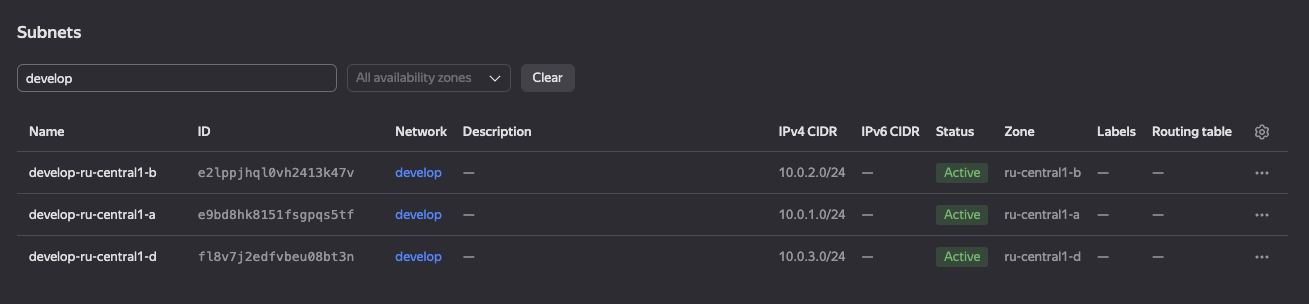 Subnets
develop All availability zones Clear
Name ID Network Description IPv4 CIDR IPv6 CIDR Status Zone Labels Routing table
develop-ru-central1-b e2lppjhql0vh2413k47v develop — 10.0.2.0/24 — Active ru-central1-b — —
develop-ru-central1-a e9bd8hk8151fsgpqs5tf develop — 10.0.1.0/24 — Active ru-central1-a — —
develop-ru-central1-d fl8v7j2edfvbeu08bt3n develop — 10.0.3.0/24 — Active ru-central1-d — —